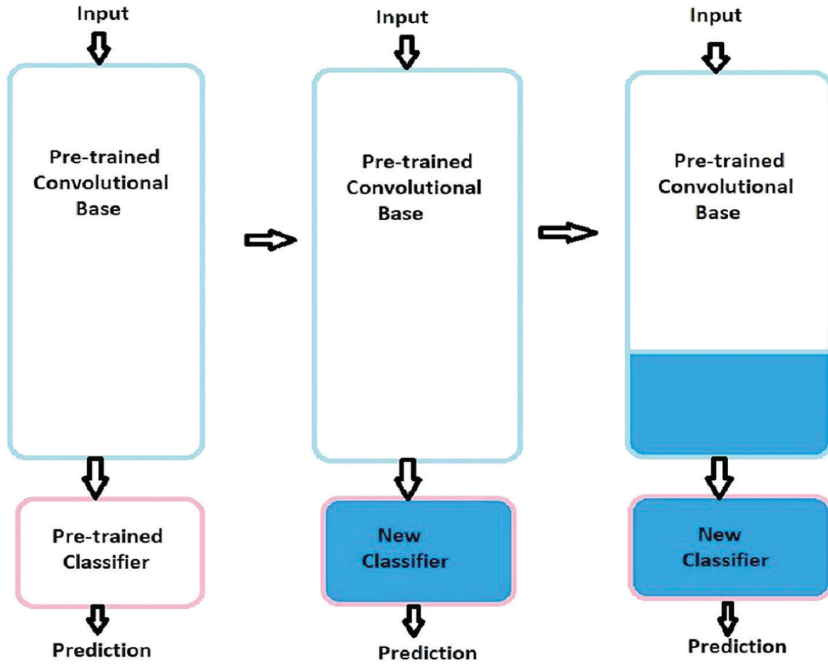 Input
Pre-trained
Convolutional
Base
Pre-trained
Classifier
Prediction
Input
Pre-trained
Convolutional
Base
New
Classifier
Prediction
Input
Pre-trained
Convolutional
Base
New
Classifier
Prediction